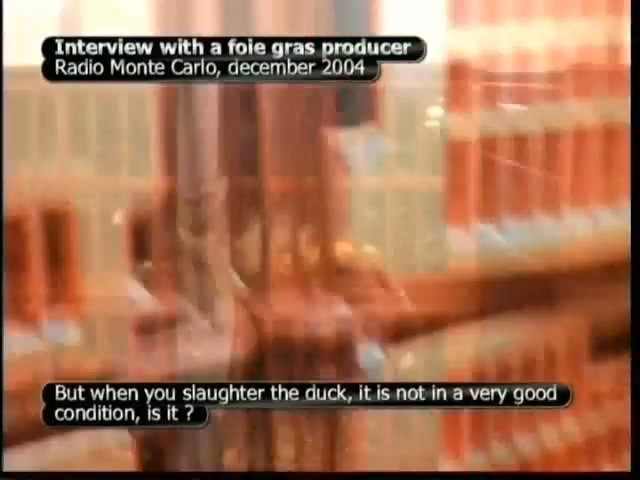 Interview with a foie gras producer
Radio Monte Carlo, december 2004
But when you slaughter the duck, it is not in a very good
condition, is it ?